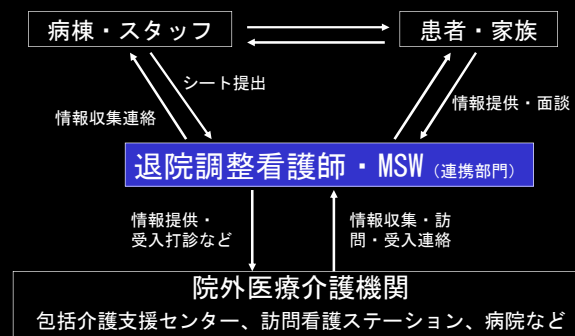 病棟・スタッフ
患者・家族
シート提出
情報収集連絡
情報提供・面談
退院調整看護師・MSW（連携部門）
情報提供・
受入打診など
情報収集・訪
問・受入連絡
院外医療介護機関
包括介護支援センター、訪問看護ステーション、病院など